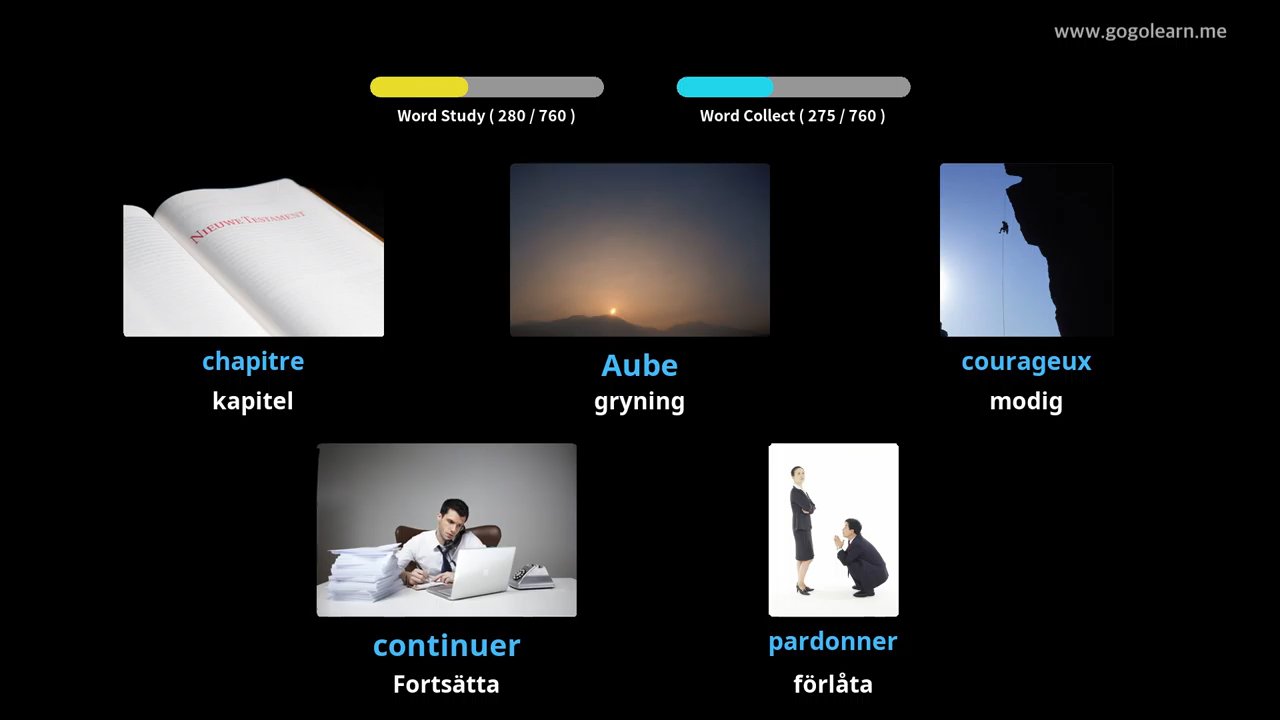 www.gogolearn.me
Word Study ( 280 / 760 )
Word Collect ( 275 / 760 )
NIEUWE TESTAMENT
chapitre
kapitel
Aube
gryning
courageux
modig
continuer
Fortsätta
pardonner
förlåta